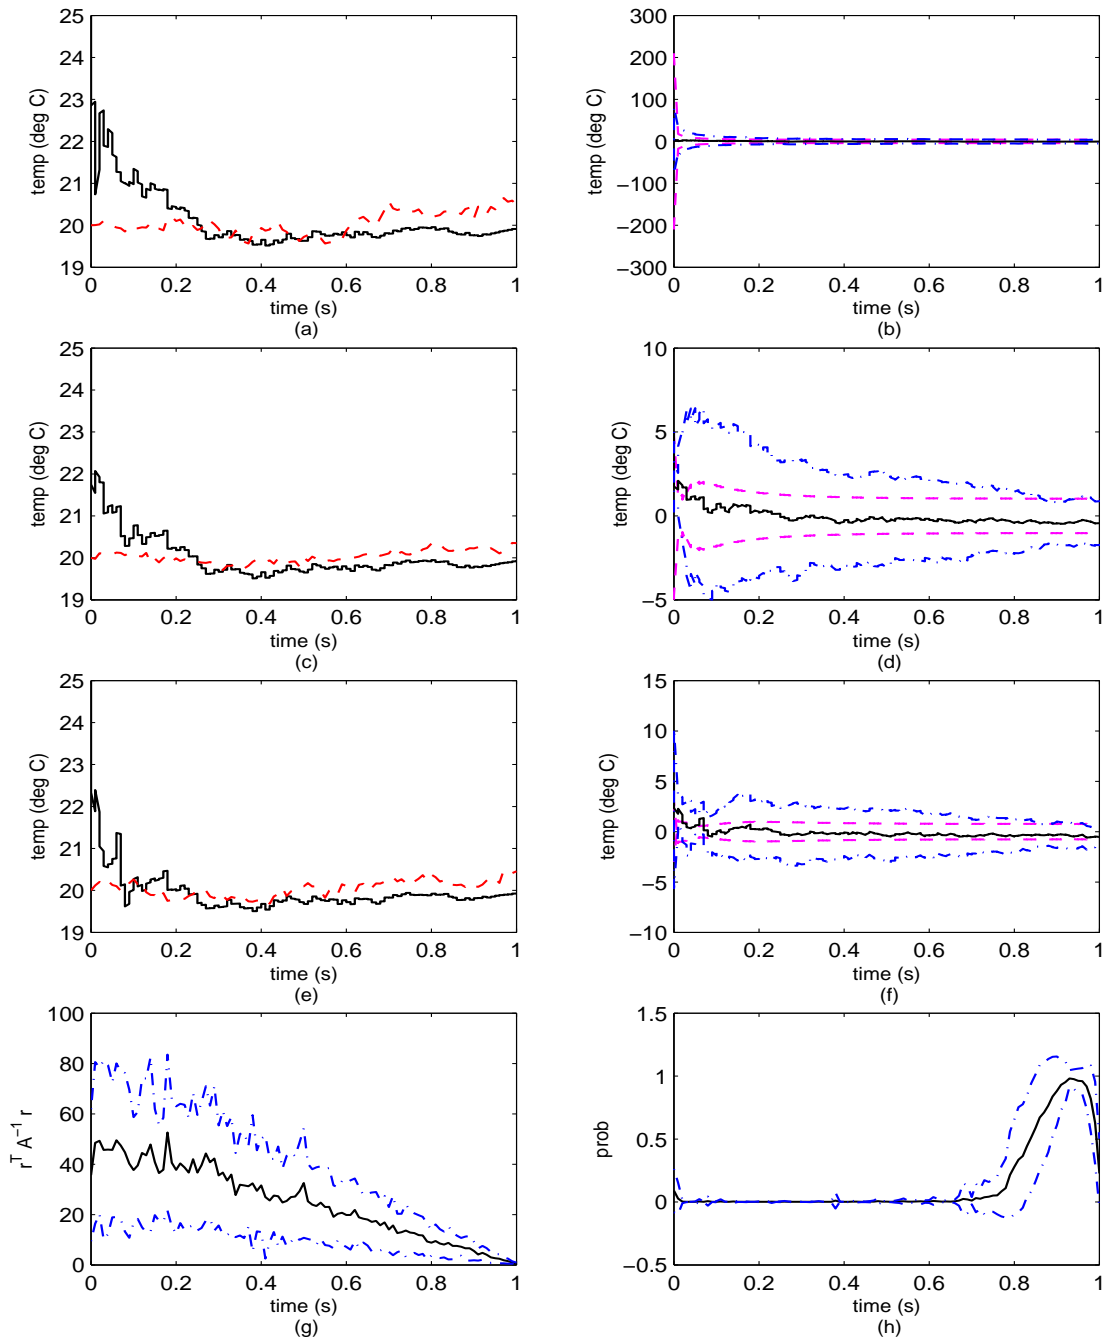 25
24
23
22
21
20
19
temp (deg C)
0 0.2 0.4 0.6 0.8 1
time (s)
(a)
300
200
100
0
−100
−200
−300
temp (deg C)
0 0.2 0.4 0.6 0.8 1
time (s)
(b)
25
24
23
22
21
20
19
temp (deg C)
0 0.2 0.4 0.6 0.8 1
time (s)
(c)
10
5
0
−5
temp (deg C)
0 0.2 0.4 0.6 0.8 1
time (s)
(d)
25
24
23
22
21
20
19
temp (deg C)
0 0.2 0.4 0.6 0.8 1
time (s)
(e)
15
10
5
0
−5
−10
temp (deg C)
0 0.2 0.4 0.6 0.8 1
time (s)
(f)
100
80
60
40
20
0
r^T A^−1 r
0 0.2 0.4 0.6 0.8 1
time (s)
(g)
1.5
1
0.5
0
−0.5
prob
0 0.2 0.4 0.6 0.8 1
time (s)
(h)